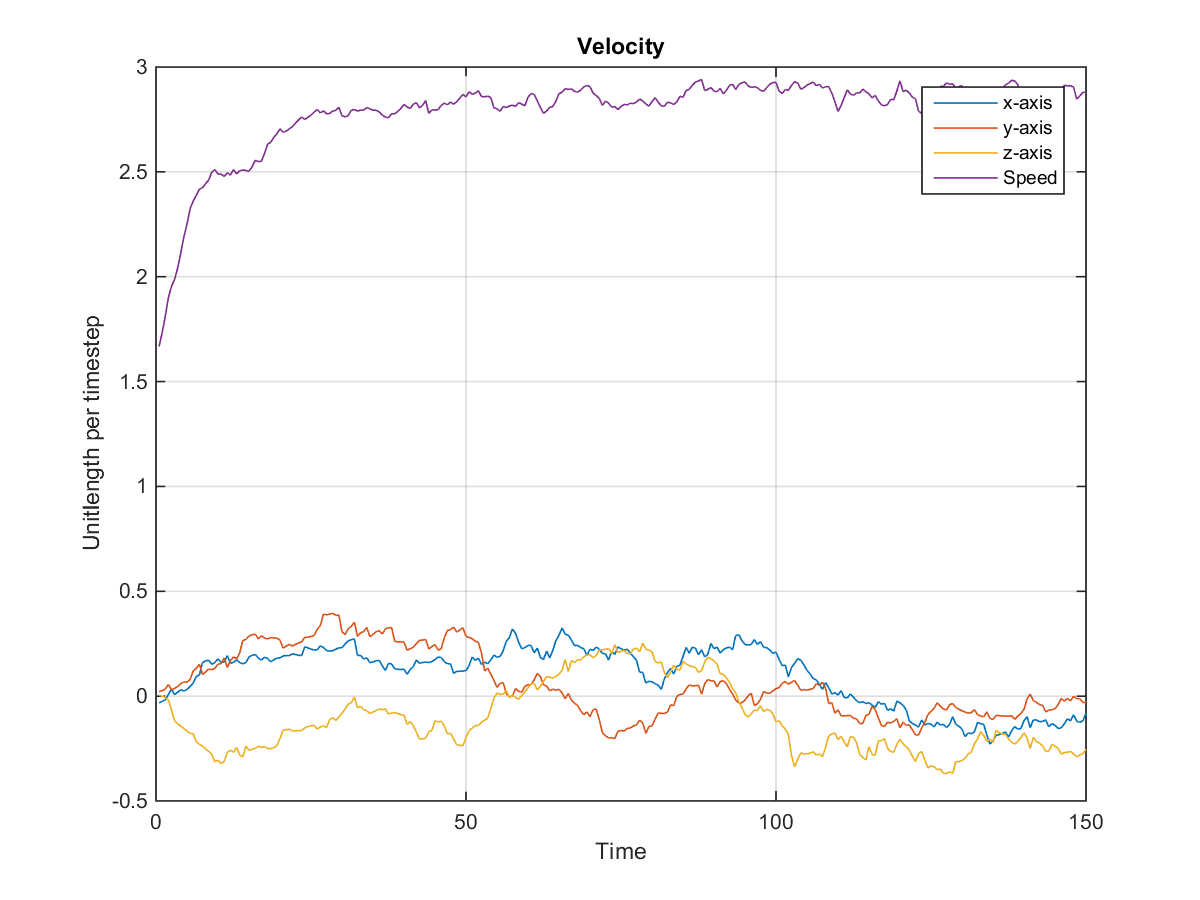 Velocity
3
2.5
2
1.5
1
0.5
0
-0.5
Unitlength per timestep
x-axis
y-axis
z-axis
Speed
0 50 100 150
Time